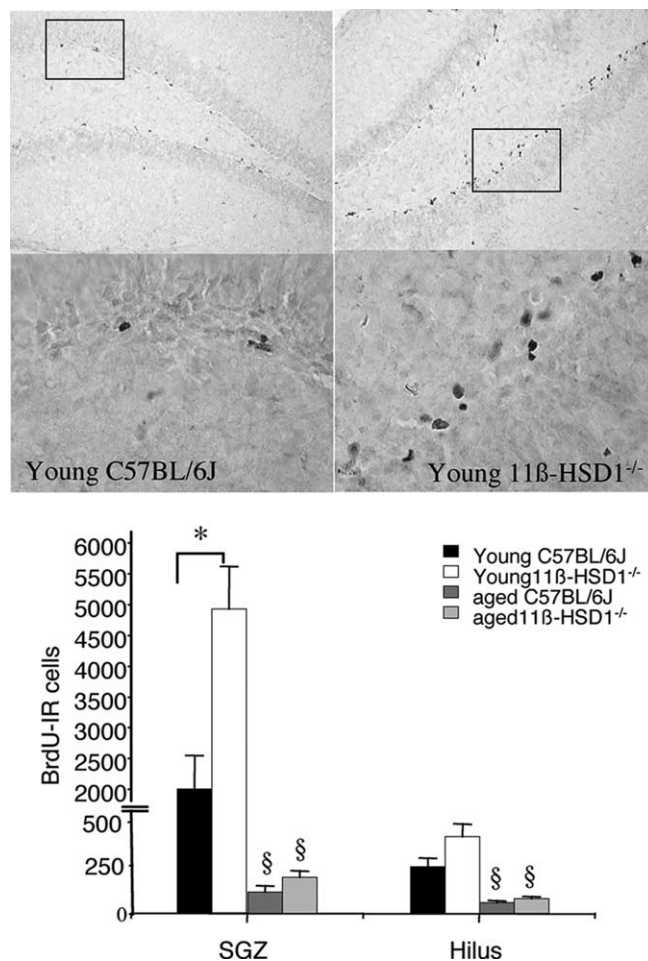 Young C57BL/6J
Young 11ß-HSD1-/-
*
Young C57BL/6J
Young11ß-HSD1-/-
aged C57BL/6J
aged11ß-HSD1-/-
BrdU-IR cells
6000
5500
5000
4500
4000
3500
3000
2500
2000
500
250
0
§ § § §
SGZ Hilus